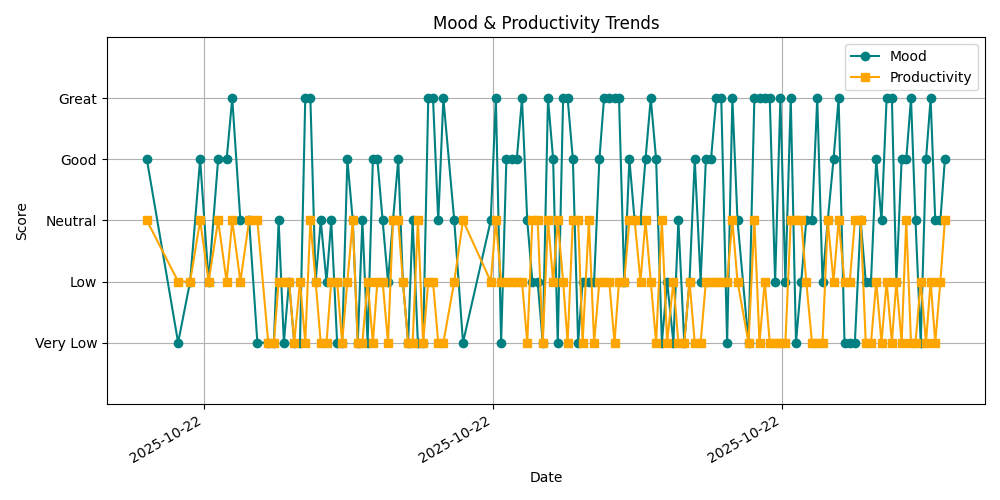 Mood & Productivity Trends
Mood
Productivity
Great
Good
Neutral
Low
Very Low
Score
2025-10-22
2025-10-22
2025-10-22
Date